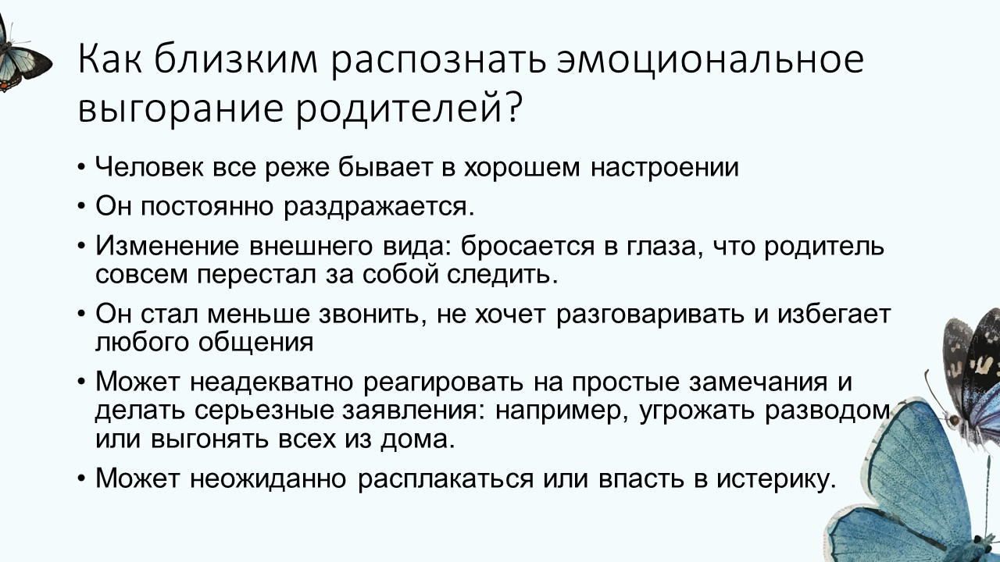 Как близким распознать эмоциональное
выгорание родителей?
• Человек все реже бывает в хорошем настроении
• Он постоянно раздражается.
• Изменение внешнего вида: бросается в глаза, что родитель
совсем перестал за собой следить.
• Он стал меньше звонить, не хочет разговаривать и избегает
любого общения
• Может неадекватно реагировать на простые замечания и
делать серьезные заявления: например, угрожать разводом
или выгонять всех из дома.
• Может неожиданно расплакаться или впасть в истерику.